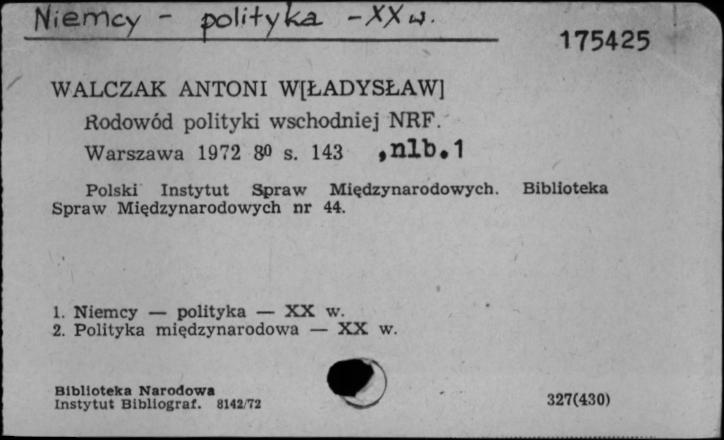 Niemcy - polityka - XX w.
175425
WALCZAK ANTONI W[ŁADYSŁAW]
Rodowód polityki wschodniej NRF.
Warszawa 1972 8⁰ s. 143 ,nlb.1
Polski Instytut Spraw Międzynarodowych. Biblioteka
Spraw Międzynarodowych nr 44.
1. Niemcy — polityka — XX w.
2. Polityka międzynarodowa — XX w.
Biblioteka Narodowa
Instytut Bibliograf. 8142/72
327(430)